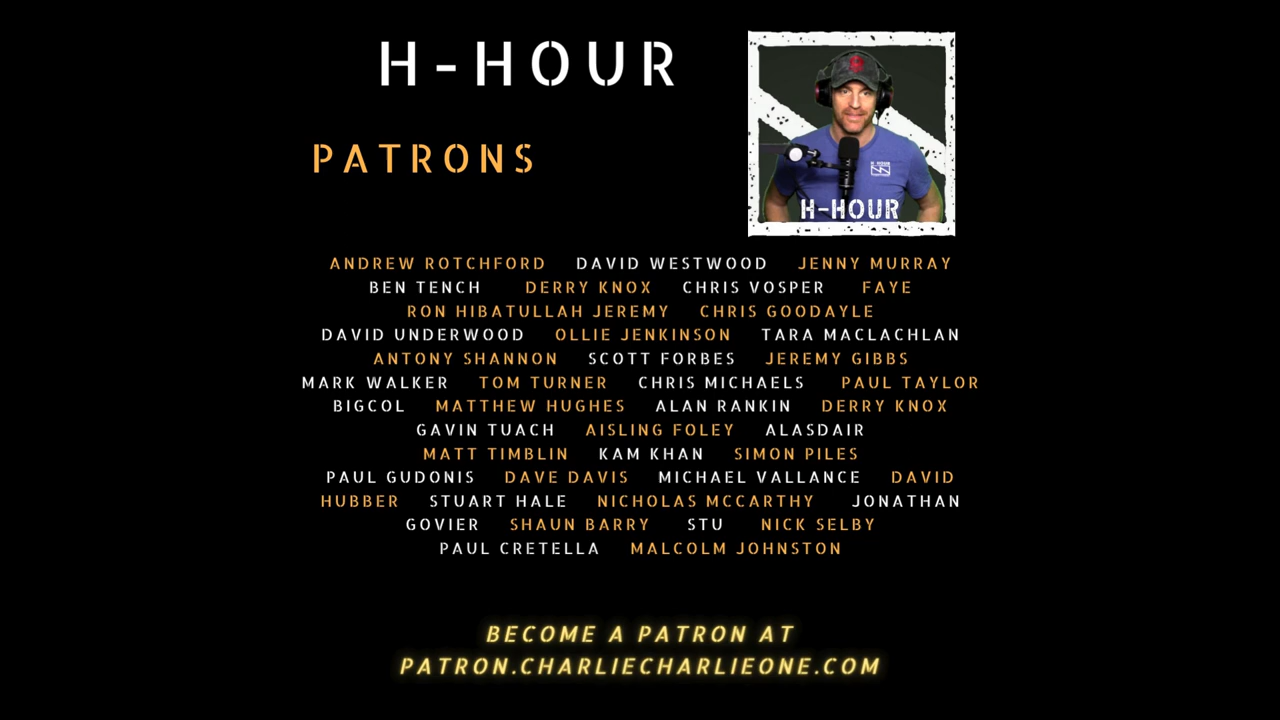 H-HOUR
PATRONS
H HOUR
H-HOUR
ANDREW ROTCHFORD DAVID WESTWOOD JENNY MURRAY
BEN TENCH DERRY KNOX CHRIS VOSPER FAYE
RON HIBATULLAH JEREMY CHRIS GOODAYLE
DAVID UNDERWOOD OLLIE JENKINSON TARA MACLACHLAN
ANTONY SHANNON SCOTT FORBES JEREMY GIBBS
MARK WALKER TOM TURNER CHRIS MICHAELS PAUL TAYLOR
BIGCOL MATTHEW HUGHES ALAN RANKIN DERRY KNOX
GAVIN TUACH AISLING FOLEY ALASDAIR
MATT TIMBLIN KAM KHAN SIMON PILES
PAUL GUDONIS DAVE DAVIS MICHAEL VALLANCE DAVID
HUBBER STUART HALE NICHOLAS MCCARTHY JONATHAN
GOVIER SHAUN BARRY STU NICK SELBY
PAUL CRETELLA MALCOLM JOHNSTON
BECOME A PATRON AT
PATRON.CHARLIECHARLIEONE.COM